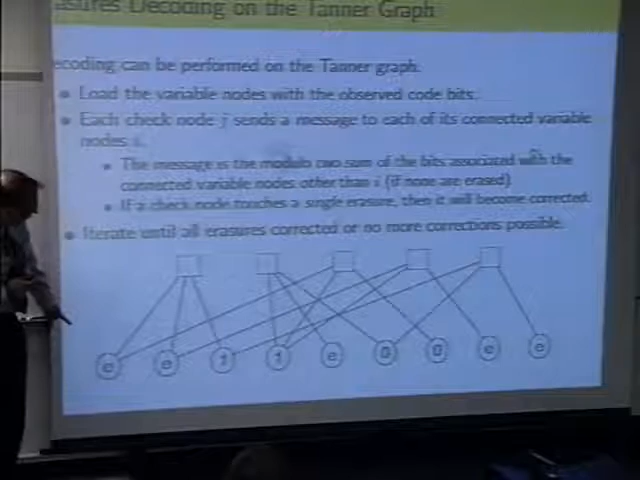 asures Decoding on the Tanner Graph
ecoding can be performed on the Tanner graph.
Load the variable nodes with the observed code bits.
Each check node j sends a message to each of its connected variable
nodes i.
The message is the modulo two sum of the bits associated with the
connected variable nodes other than i (if none are erased)
If a check node touches a single erasure, then it will become corrected.
Iterate until all erasures corrected or no more corrections possible.
e e 1 1 e 0 0 e e